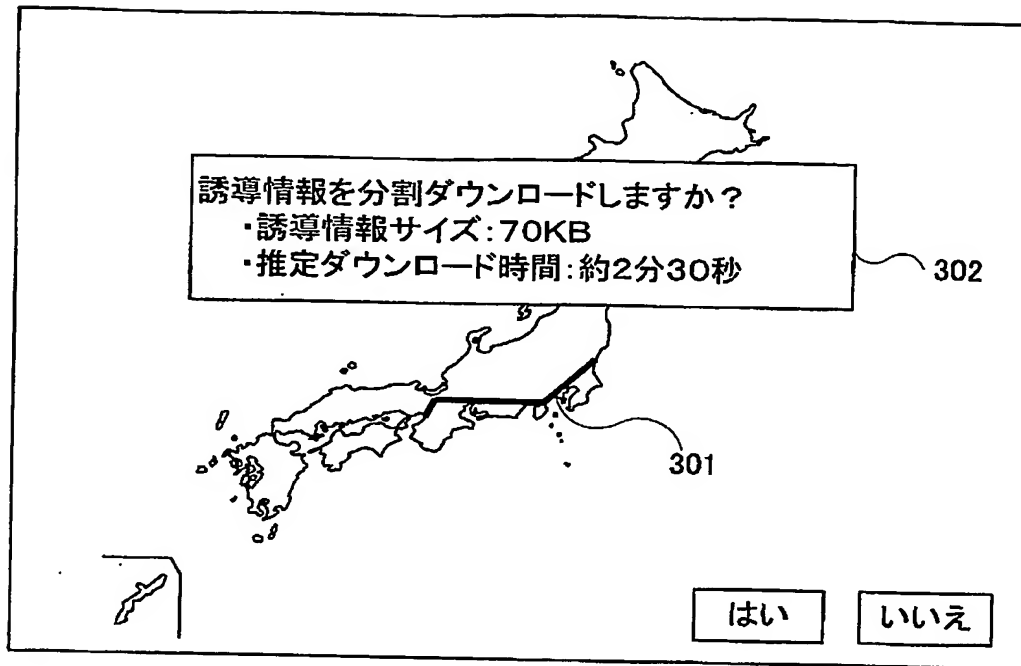 誘導情報を分割ダウンロードしますか？
・誘導情報サイズ：70KB
・推定ダウンロード時間：約2分30秒
302
301
はい
いいえ